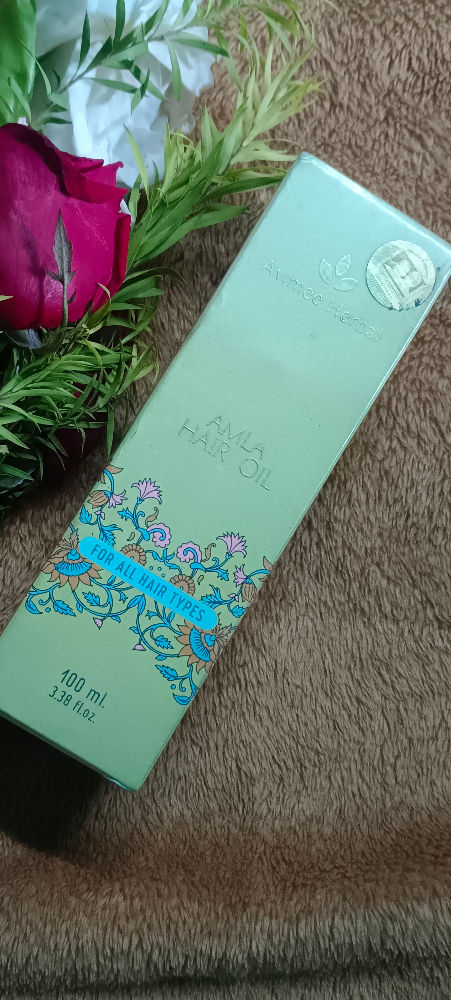 Avimee Herbal
AMLA
HAIR OIL
FOR ALL HAIR TYPES
100 ml.
3.38 fl.oz.